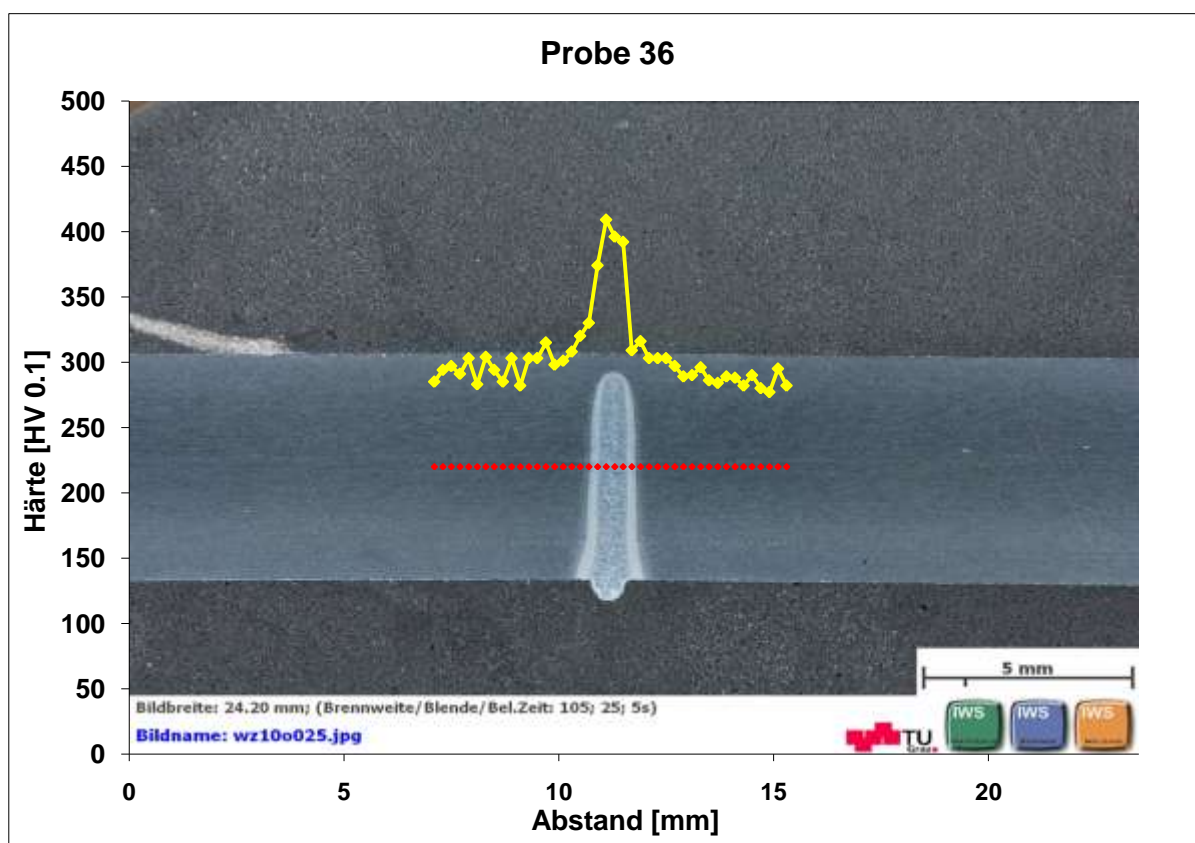 Probe 36
500
450
400
350
300
250
200
150
100
50
0
Härte [HV 0.1]
5 mm
Bildbreite: 24.20 mm; (Brennweite/Blende/Bel.Zeit: 105; 25; 5s)
Bildname: wz10o025.jpg
TU
Graz
IWS
IWS
IWS
0 5 10 15 20
Abstand [mm]